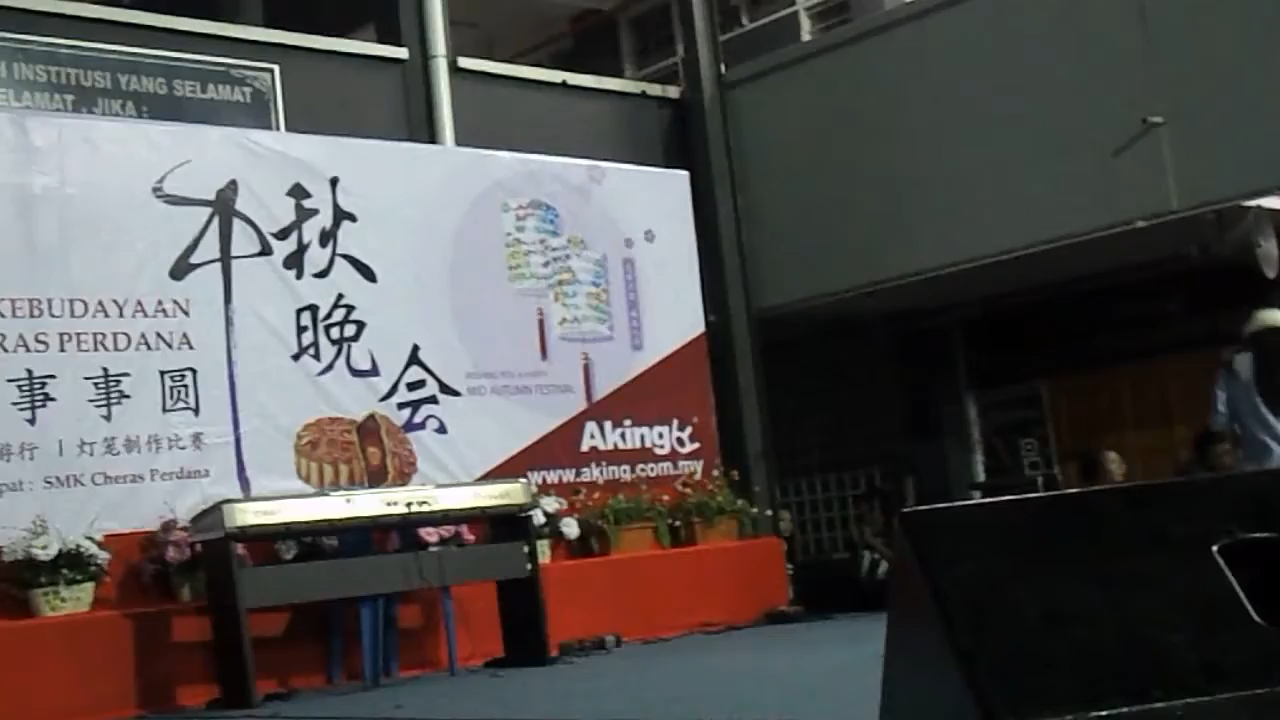 INSTITUSI YANG SELAMAT
ELAMAT , JIKA :
中秋
晚
会
KEBUDAYAAN
RAS PERDANA
事事圆
游行 | 灯笼制作比赛
pat : SMK Cheras Perdana
MID AUTUMN FESTIVAL
Aking
www.aking.com.my